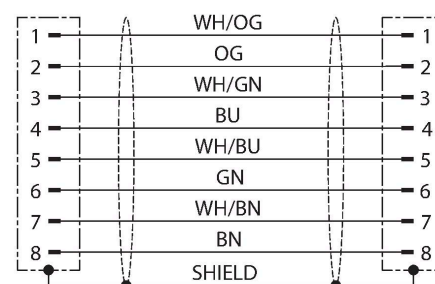 1 WH/OG 1
2 OG 2
3 WH/GN 3
4 BU 4
5 WH/BU 5
6 GN 6
7 WH/BN 7
8 BN 8
SHIELD